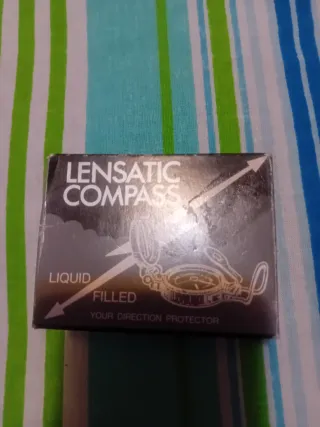 LENSATIC
COMPASS
LIQUID
FILLED
YOUR DIRECTION PROTECTOR